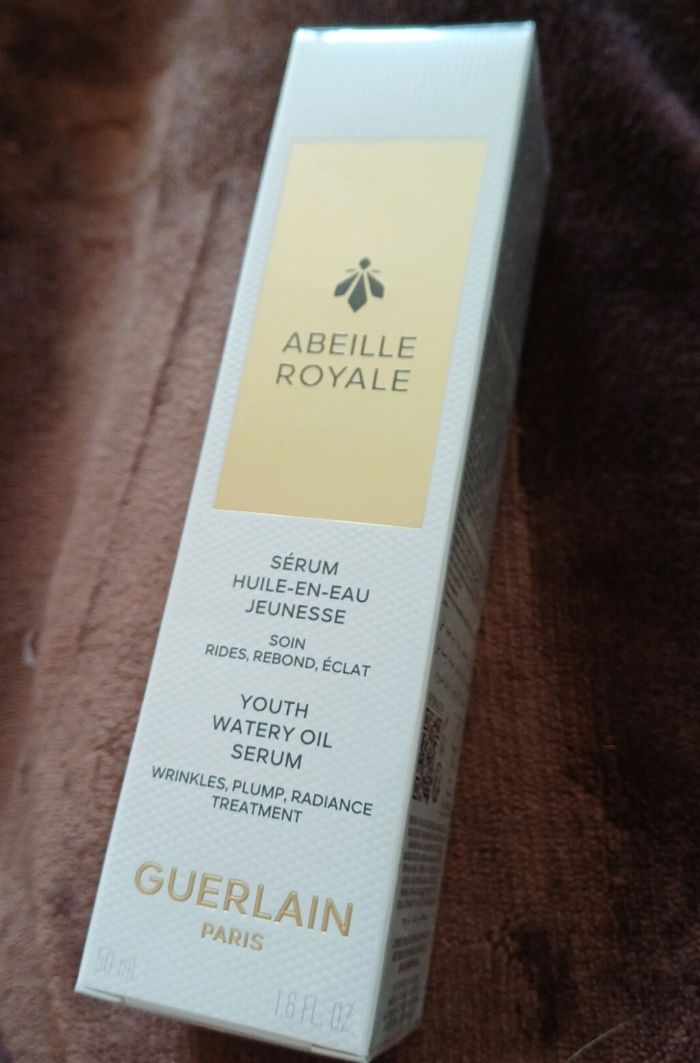 ABEILLE
ROYALE
SÉRUM
HUILE-EN-EAU
JEUNESSE
SOIN
RIDES, REBOND, ÉCLAT
YOUTH
WATERY OIL
SERUM
WRINKLES, PLUMP, RADIANCE
TREATMENT
GUERLAIN
PARIS
50 mL
1.6 FL. OZ.